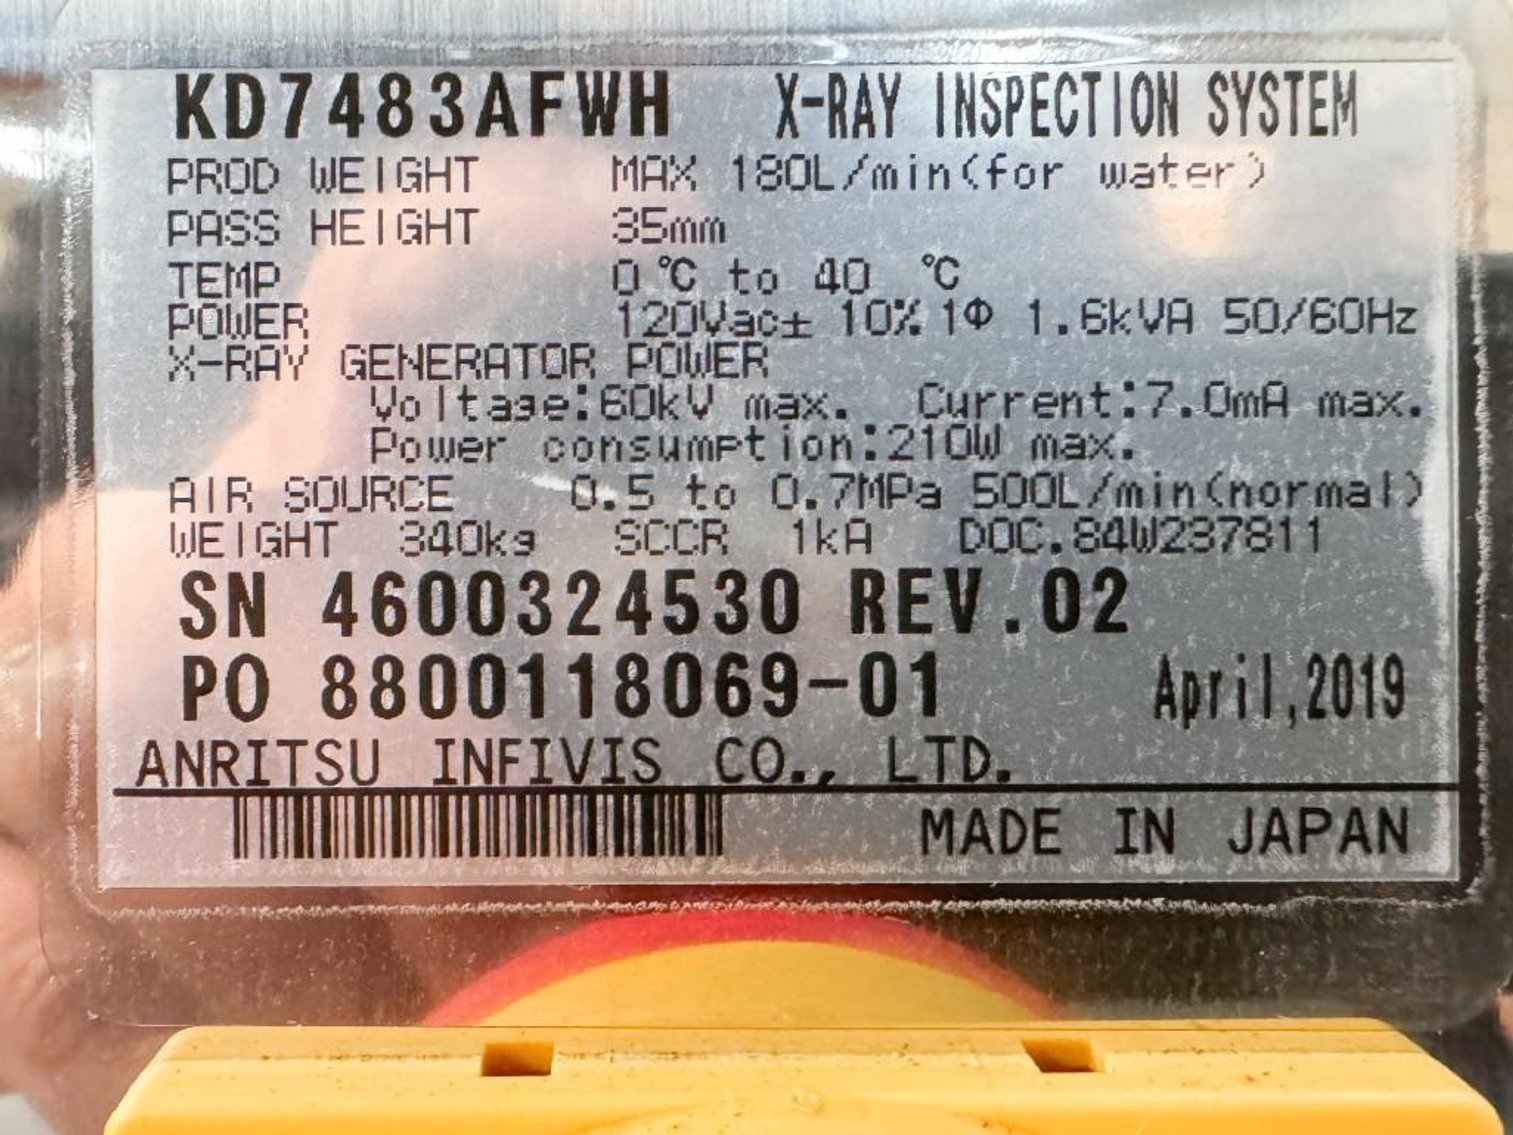 KD7483AFWH X-RAY INSPECTION SYSTEM
PROD WEIGHT MAX 180L/min(for water)
PASS HEIGHT 35mm
TEMP 0℃ to 40 ℃
POWER 120Vac± 10% 1Φ 1.6kVA 50/60Hz
X-RAY GENERATOR POWER
Voltage:60kV max. Current:7.0mA max.
Power consumption:210W max.
AIR SOURCE 0.5 to 0.7MPa 500L/min(normal)
WEIGHT 340kg SCCR 1kA DOC.84W237811
SN 4600324530 REV.02
PO 8800118069-01 April,2019
ANRITSU INFIVIS CO., LTD.
MADE IN JAPAN